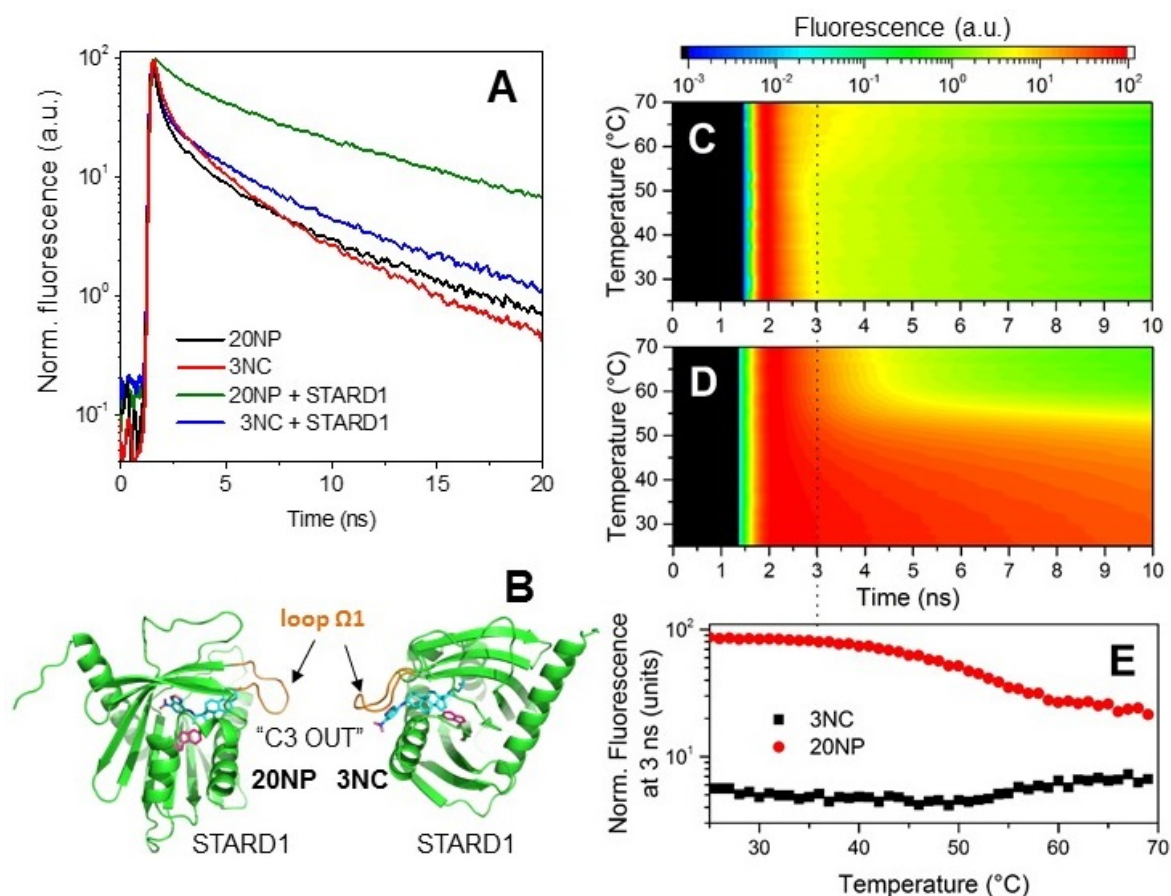 A
Norm. fluorescence (a.u.)
10²
10¹
10⁰
10⁻¹
20NP
3NC
20NP + STARD1
3NC + STARD1
0 5 10 15 20
Time (ns)
B
loop Ω1
"C3 OUT"
20NP 3NC
STARD1 STARD1
Fluorescence (a.u.)
10⁻³ 10⁻² 10⁻¹ 10⁰ 10¹ 10²
C
Temperature (°C)
70
60
50
40
30
0 1 2 3 4 5 6 7 8 9 10
D
Temperature (°C)
70
60
50
40
30
0 1 2 3 4 5 6 7 8 9 10
Time (ns)
E
Norm. Fluorescence
at 3 ns (units)
10²
10¹
3NC
20NP
30 40 50 60 70
Temperature (°C)